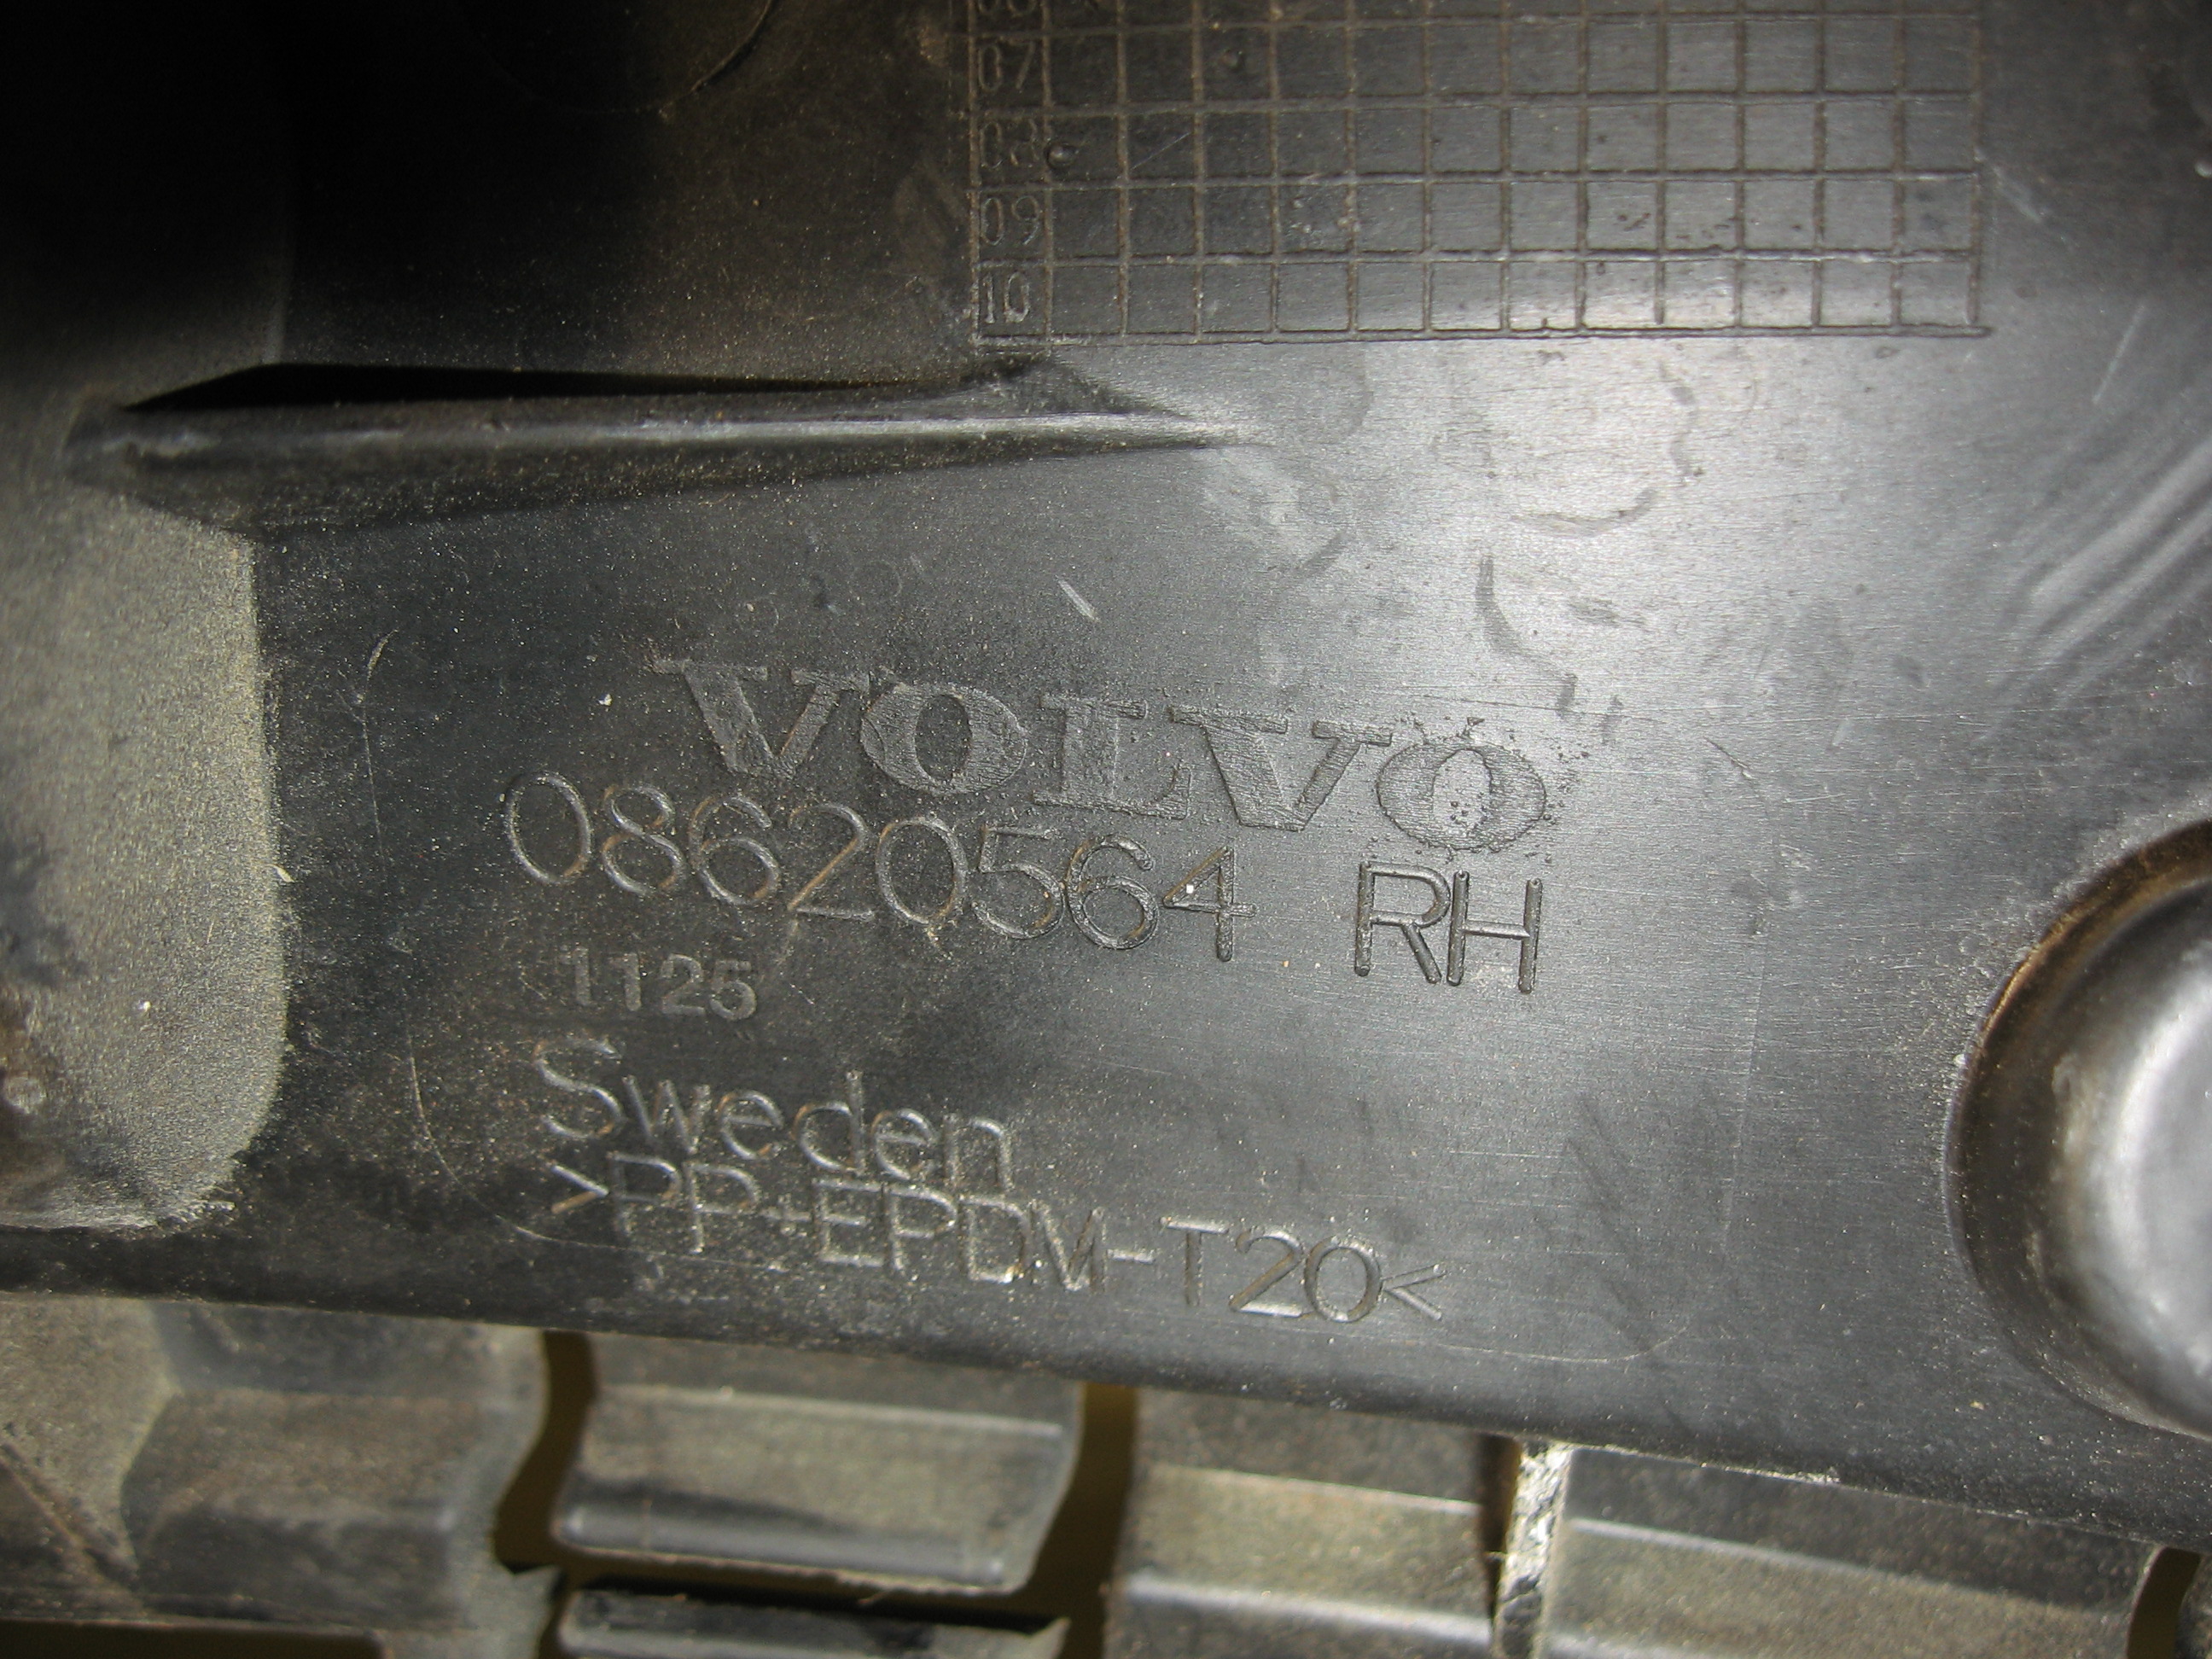 07
08
09
10
VOLVO
08620564 RH
1125
Sweden
>PP+EPDM-T20<